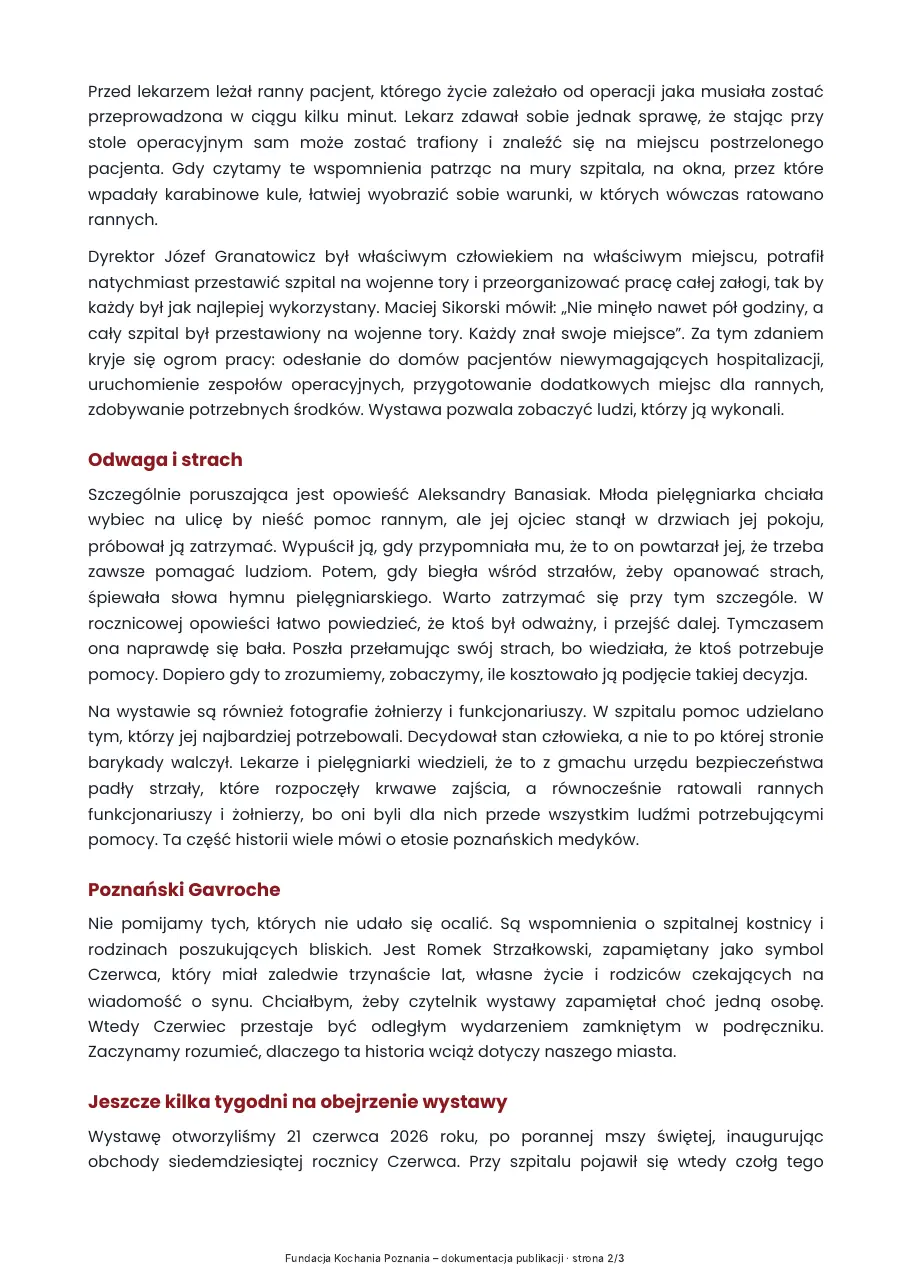 Przed lekarzem leżał ranny pacjent, którego życie zależało od operacji jaka musiała zostać
przeprowadzona w ciągu kilku minut. Lekarz zdawał sobie jednak sprawę, że stając przy
stole operacyjnym sam może zostać trafiony i znaleźć się na miejscu postrzelonego
pacjenta. Gdy czytamy te wspomnienia patrząc na mury szpitala, na okna, przez które
wpadały karabinowe kule, łatwiej wyobrazić sobie warunki, w których wówczas ratowano
rannych.
Dyrektor Józef Granatowicz był właściwym człowiekiem na właściwym miejscu, potrafił
natychmiast przestawić szpital na wojenne tory i przeorganizować pracę całej załogi, tak by
każdy był jak najlepiej wykorzystany. Maciej Sikorski mówił: „Nie minęło nawet pół godziny, a
cały szpital był przestawiony na wojenne tory. Każdy znał swoje miejsce”. Za tym zdaniem
kryje się ogrom pracy: odesłanie do domów pacjentów niewymagających hospitalizacji,
uruchomienie zespołów operacyjnych, przygotowanie dodatkowych miejsc dla rannych,
zdobywanie potrzebnych środków. Wystawa pozwala zobaczyć ludzi, którzy ją wykonali.
Odwaga i strach
Szczególnie poruszająca jest opowieść Aleksandry Banasiak. Młoda pielęgniarka chciała
wybiec na ulicę by nieść pomoc rannym, ale jej ojciec stanął w drzwiach jej pokoju,
próbował ją zatrzymać. Wypuścił ją, gdy przypomniała mu, że to on powtarzał jej, że trzeba
zawsze pomagać ludziom. Potem, gdy biegła wśród strzałów, żeby opanować strach,
śpiewała słowa hymnu pielęgniarskiego. Warto zatrzymać się przy tym szczególe. W
rocznicowej opowieści łatwo powiedzieć, że ktoś był odważny, i przejść dalej. Tymczasem
ona naprawdę się bała. Poszła przełamując swój strach, bo wiedziała, że ktoś potrzebuje
pomocy. Dopiero gdy to zrozumiemy, zobaczymy, ile kosztowało ją podjęcie takiej decyzja.
Na wystawie są również fotografie żołnierzy i funkcjonariuszy. W szpitalu pomoc udzielano
tym, którzy jej najbardziej potrzebowali. Decydował stan człowieka, a nie to po której stronie
barykady walczył. Lekarze i pielęgniarki wiedzieli, że to z gmachu urzędu bezpieczeństwa
padły strzały, które rozpoczęły krwawe zajścia, a równocześnie ratowali rannych
funkcjonariuszy i żołnierzy, bo oni byli dla nich przede wszystkim ludźmi potrzebującymi
pomocy. Ta część historii wiele mówi o etosie poznańskich medyków.
Poznański Gavroche
Nie pomijamy tych, których nie udało się ocalić. Są wspomnienia o szpitalnej kostnicy i
rodzinach poszukujących bliskich. Jest Romek Strzałkowski, zapamiętany jako symbol
Czerwca, który miał zaledwie trzynaście lat, własne życie i rodziców czekających na
wiadomość o synu. Chciałbym, żeby czytelnik wystawy zapamiętał choć jedną osobę.
Wtedy Czerwiec przestaje być odległym wydarzeniem zamkniętym w podręczniku.
Zaczynamy rozumieć, dlaczego ta historia wciąż dotyczy naszego miasta.
Jeszcze kilka tygodni na obejrzenie wystawy
Wystawę otworzyliśmy 21 czerwca 2026 roku, po porannej mszy świętej, inaugurując
obchody siedemdziesiątej rocznicy Czerwca. Przy szpitalu pojawił się wtedy czołg tego
Fundacja Kochania Poznania – dokumentacja publikacji · strona 2/3